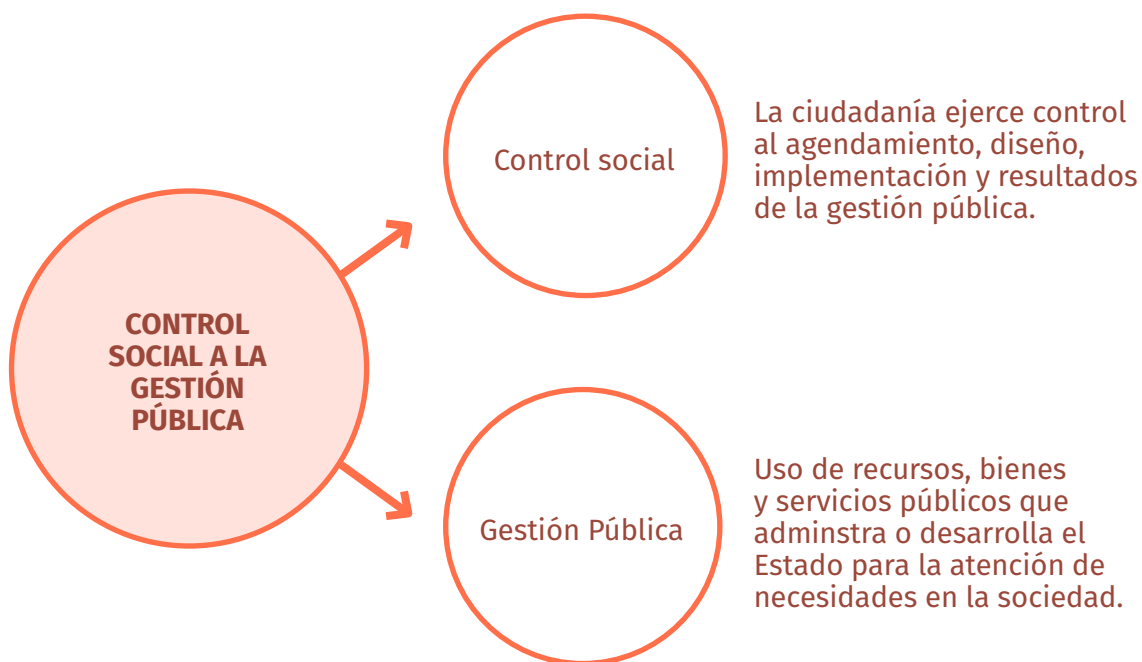 Control social
La ciudadanía ejerce control
al agendamiento, diseño,
implementación y resultados
de la gestión pública.
CONTROL
SOCIAL A LA
GESTIÓN
PÚBLICA
Gestión Pública
Uso de recursos, bienes
y servicios públicos que
adminstra o desarrolla el
Estado para la atención de
necesidades en la sociedad.